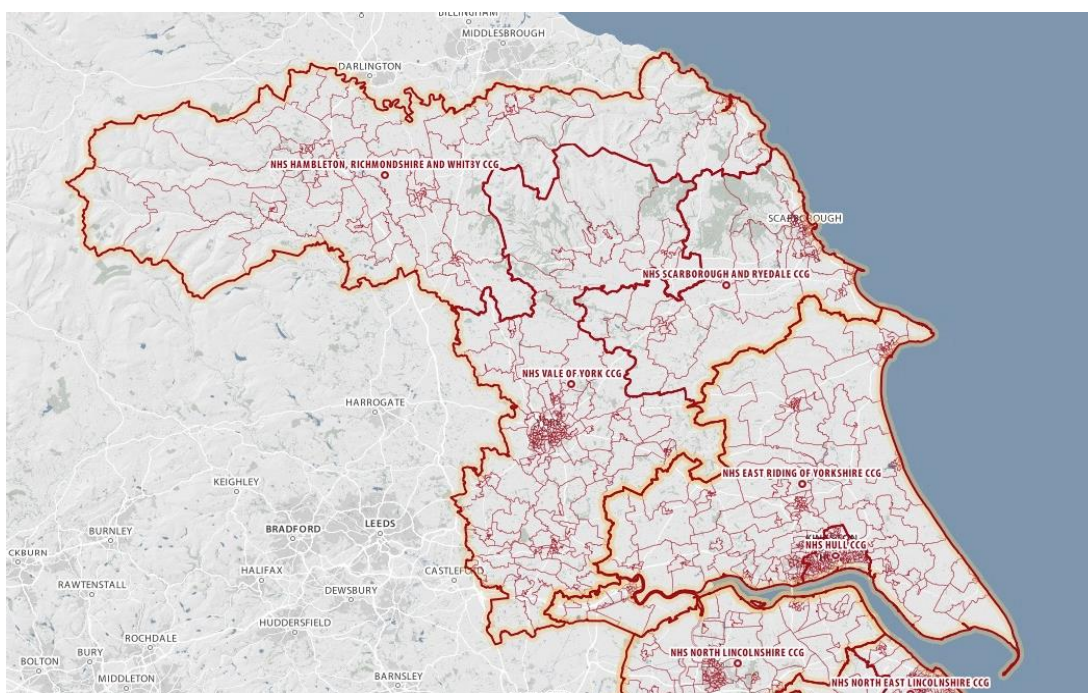 BILLINGHAM
MIDDLESBROUGH
DARLINGTON
NHS HAMBLETON, RICHMONDSHIRE AND WHIT3Y CCG
SCARBOROUGH
NHS SCARBOROUGH AND RYEDALE CCG
NHS VALE OF YORK CCG
HARROGATE
NHS EAST RIDING OF YORKSHIRE CCG
KEIGHLEY
BURNLEY
BRADFORD
LEEDS
NHS HULL CCG
CKBURN
HALIFAX
CASTLEFORD
RAWTENSTALL
DEWSBURY
HUDDERSFIELD
ROCHDALE
BURY
BOLTON
NHS NORTH LINCOLNSHIRE CCG
MIDDLETON
BARNSLEY
NHS NORTH EAST LINCOLNSHIRE CCG